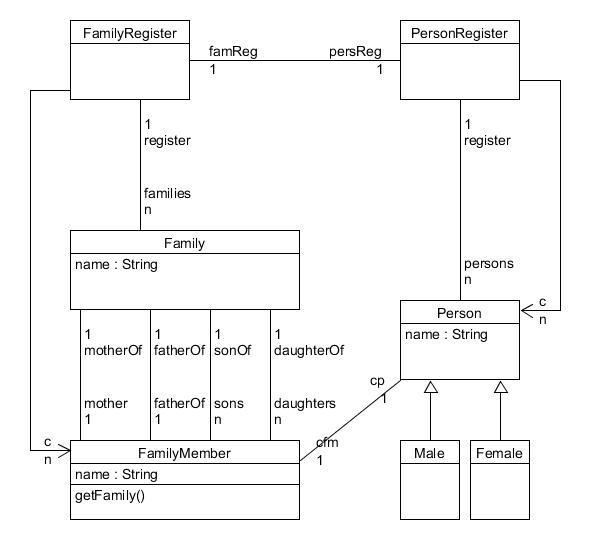 FamilyRegister
PersonRegister
famReg
persReg
1
1
1
register
1
register
families
n
Family
name : String
persons
n
c
n
Person
name : String
1
motherOf
1
fatherOf
1
sonOf
1
daughterOf
mother
1
fatherOf
1
sons
n
daughters
n
cp
1
cfm
1
c
n
FamilyMember
name : String
getFamily()
Male
Female